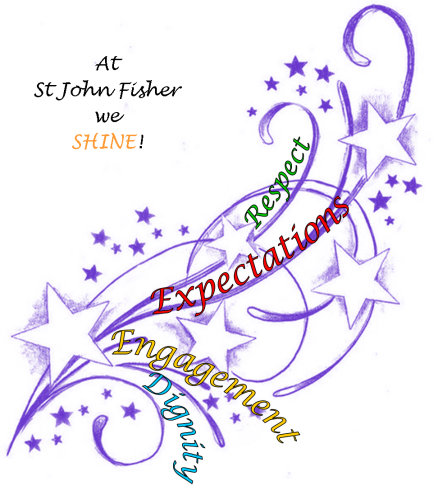 At
St John Fisher
we
SHINE!
Respect
Expectations
Engagement
Dignity